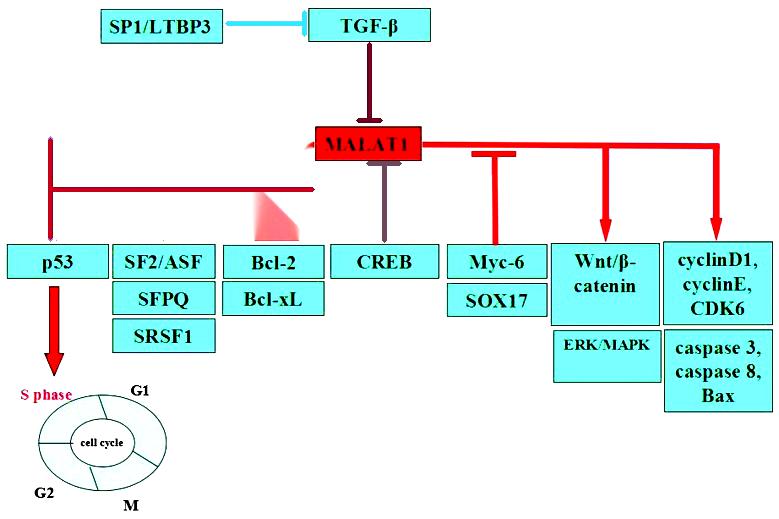 SP1/LTBP3
TGF-β
MALAT1
p53
SF2/ASF
SFPQ
SRSF1
Bcl-2
Bcl-xL
CREB
Myc-6
SOX17
Wnt/β-
catenin
ERK/MAPK
cyclinD1,
cyclinE,
CDK6
caspase 3,
caspase 8,
Bax
S phase
G1
cell cycle
G2
M